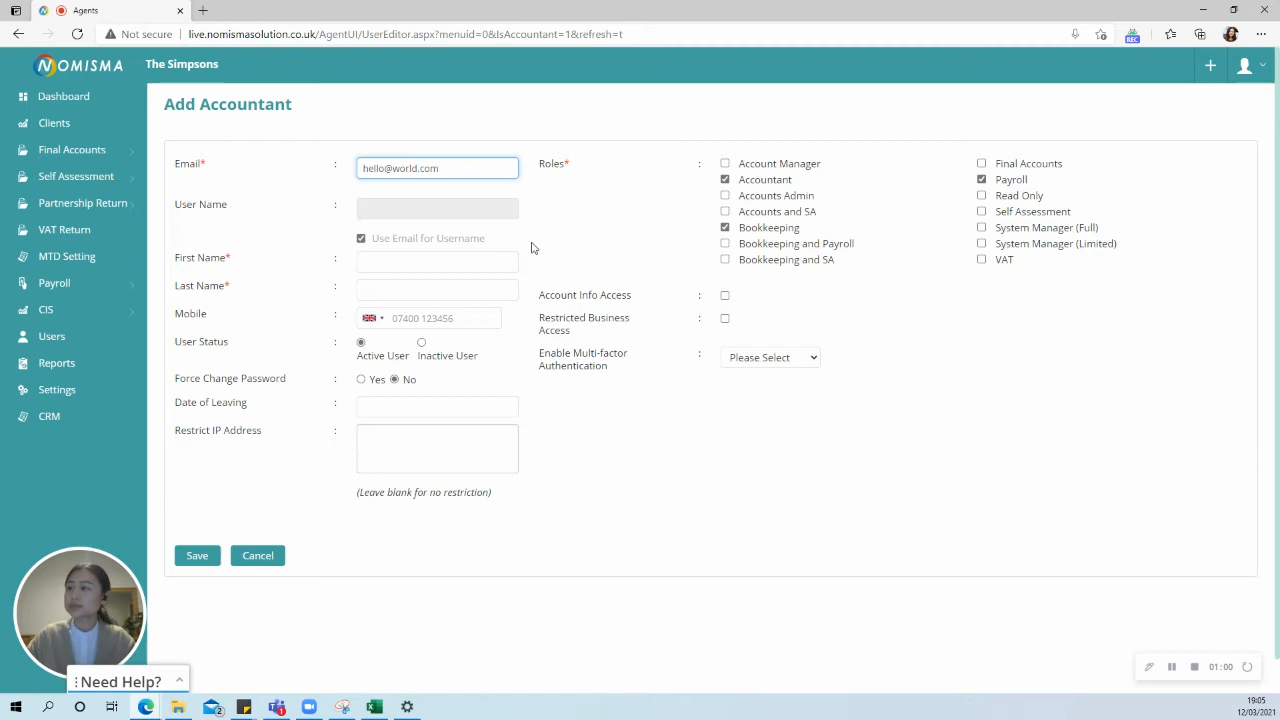 Agents
Not secure
live.nomismasolution.co.uk/AgentUI/UserEditor.aspx?menuid=0&IsAccountant=1&refresh=t
REC
NOMISMA
The Simpsons
Dashboard
Clients
Final Accounts
Self Assessment
Partnership Return
VAT Return
MTD Setting
Payroll
CIS
Users
Reports
Settings
CRM
Add Accountant
Email* : hello@world.com
User Name :
Use Email for Username
First Name* :
Last Name* :
Mobile : 07400 123456
User Status :
Active User Inactive User
Force Change Password : Yes No
Date of Leaving :
Restrict IP Address :
(Leave blank for no restriction)
Save Cancel
Roles* :
Account Manager
Accountant
Accounts Admin
Accounts and SA
Bookkeeping
Bookkeeping and Payroll
Bookkeeping and SA
Final Accounts
Payroll
Read Only
Self Assessment
System Manager (Full)
System Manager (Limited)
VAT
Account Info Access :
Restricted Business :
Access
Enable Multi-factor : Please Select
Authentication
Need Help?
01:00
2
1
19:05
12/03/2021